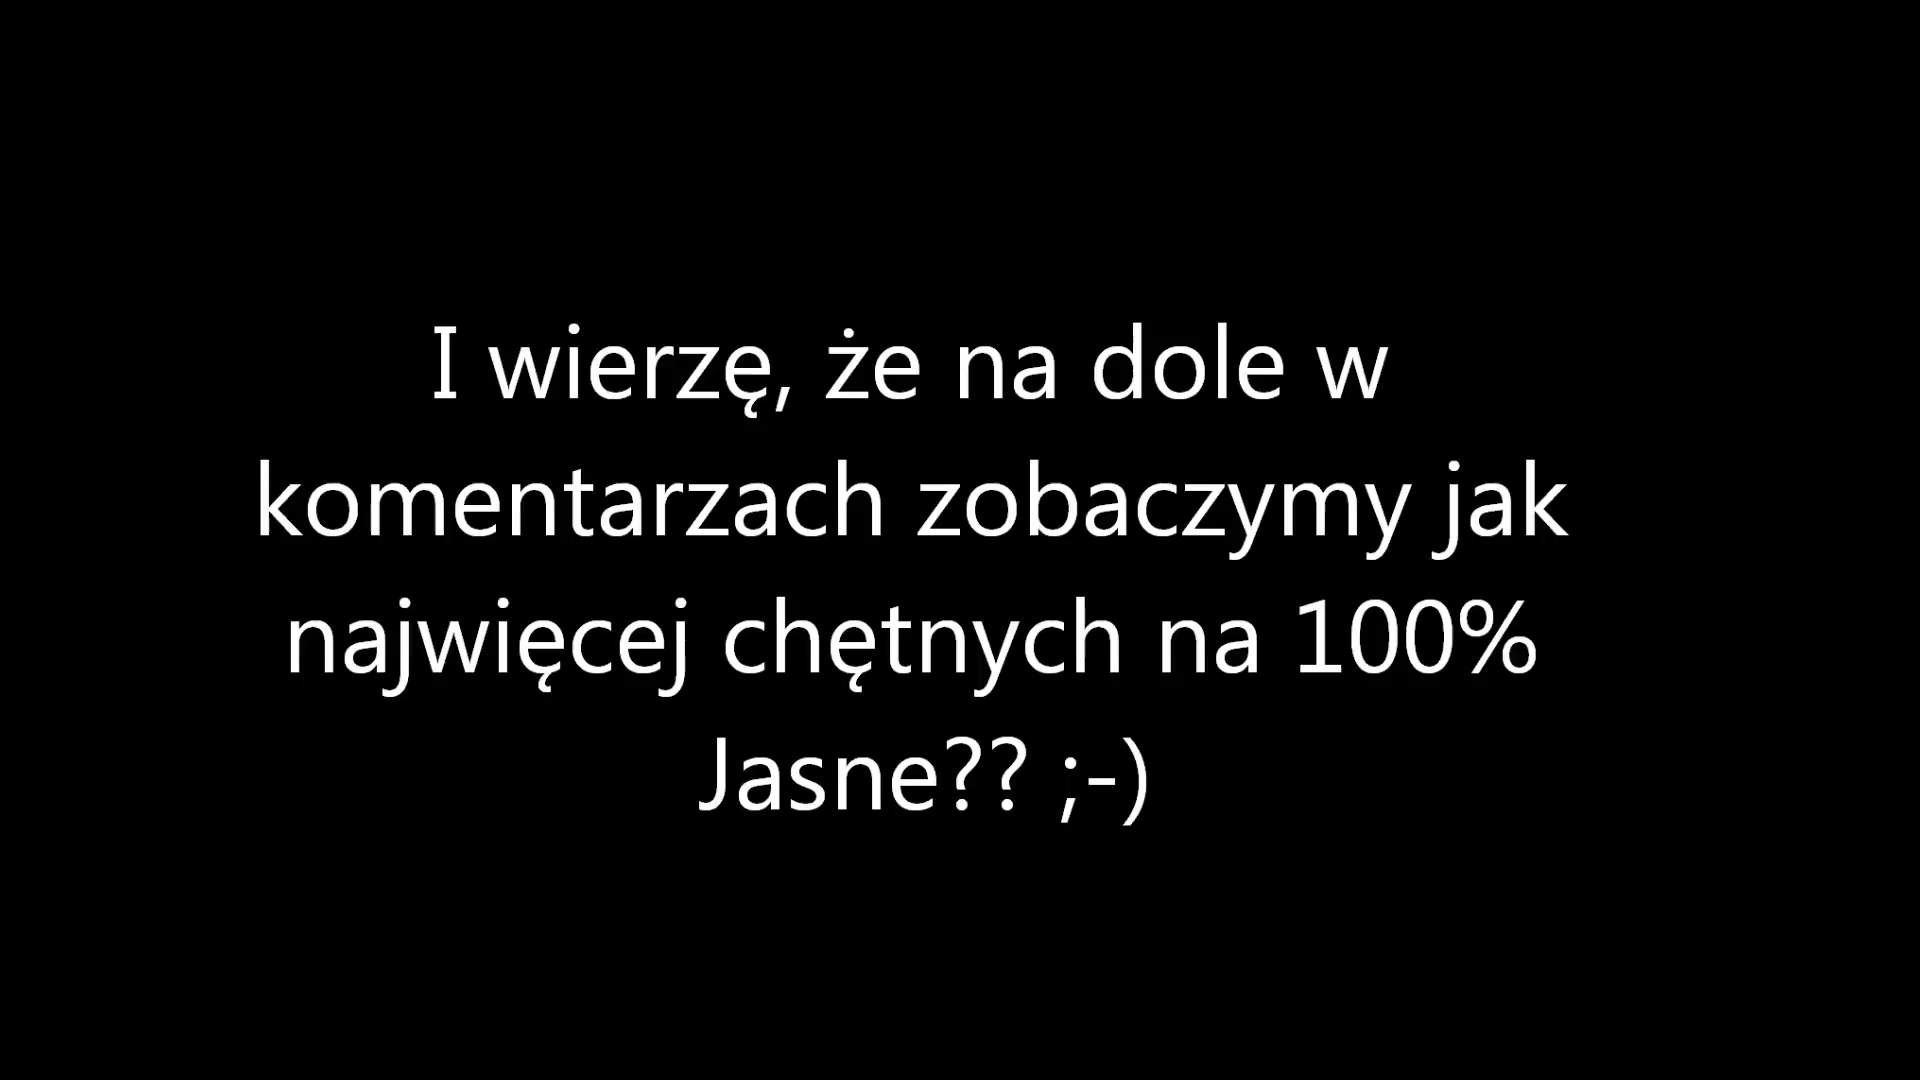 I wierzę, że na dole w
komentarzach zobaczymy jak
najwięcej chętnych na 100%
Jasne?? ;-)